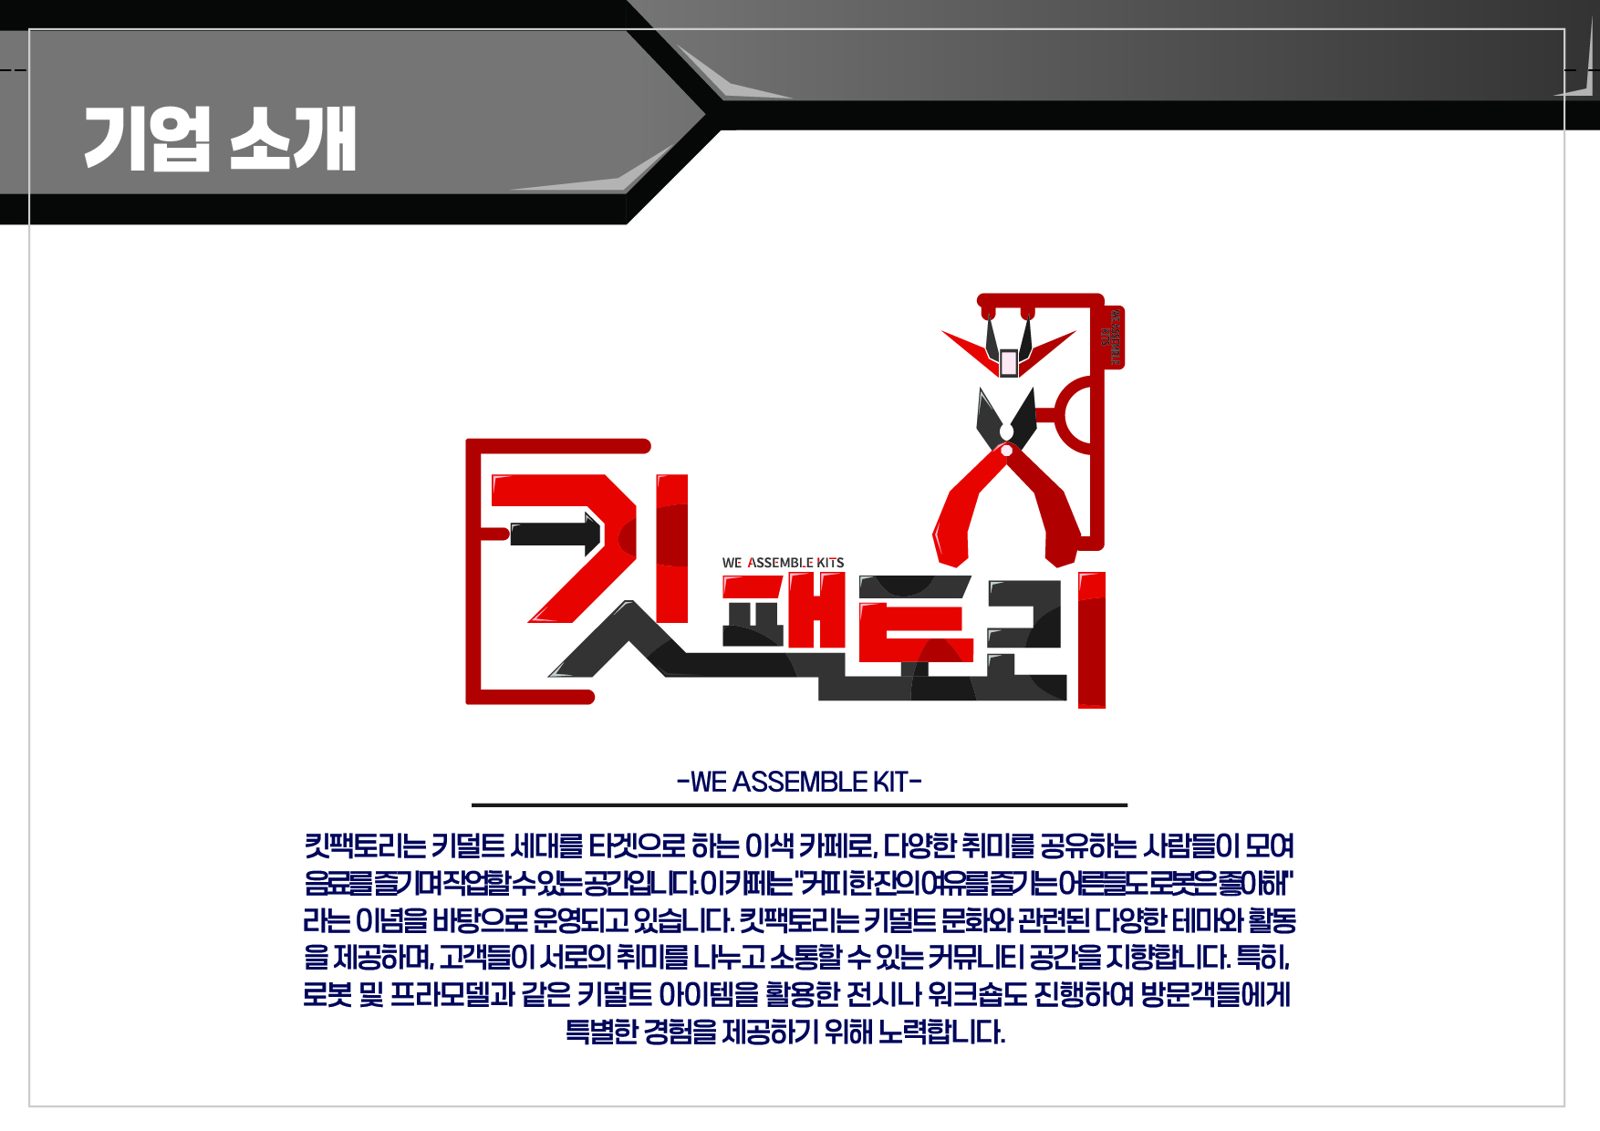 기업 소개
WE ASSEMBLE KITS
WE ASSEMBLE KITS
킷팩토리
-WE ASSEMBLE KIT-
킷팩토리는 키덜트 세대를 타겟으로 하는 이색 카페로, 다양한 취미를 공유하는 사람들이 모여
음료를 즐기며 작업할 수 있는 공간입니다. 이 카페는 "커피 한 잔의 여유를 즐기는 어른들도 로봇은 좋아해"
라는 이념을 바탕으로 운영되고 있습니다. 킷팩토리는 키덜트 문화와 관련된 다양한 테마와 활동
을 제공하며, 고객들이 서로의 취미를 나누고 소통할 수 있는 커뮤니티 공간을 지향합니다. 특히,
로봇 및 프라모델과 같은 키덜트 아이템을 활용한 전시나 워크숍도 진행하여 방문객들에게
특별한 경험을 제공하기 위해 노력합니다.